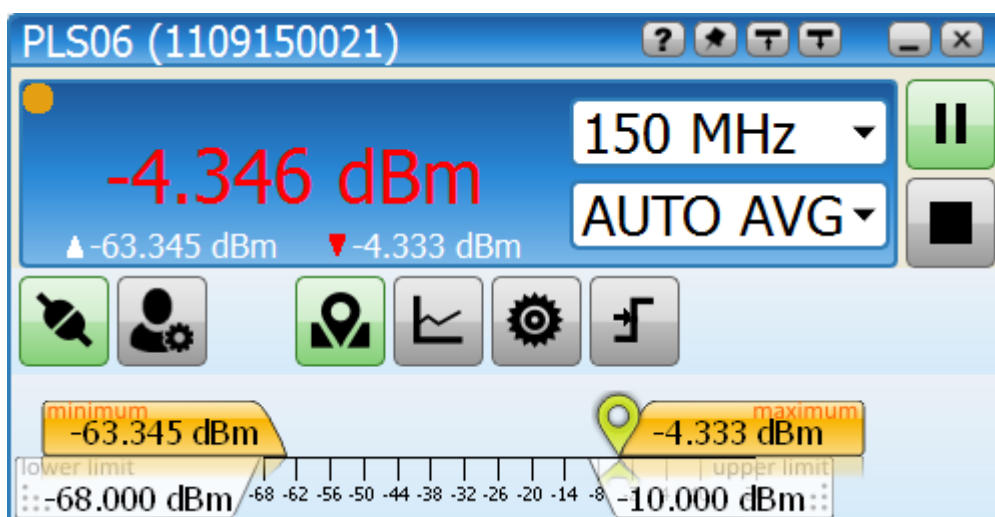 PLS06 (1109150021)
?
-4.346 dBm
150 MHz
AUTO AVG
-63.345 dBm
-4.333 dBm
minimum
-63.345 dBm
maximum
-4.333 dBm
lower limit
-68.000 dBm
-68 -62 -56 -50 -44 -38 -32 -26 -20 -14 -8
upper limit
-10.000 dBm